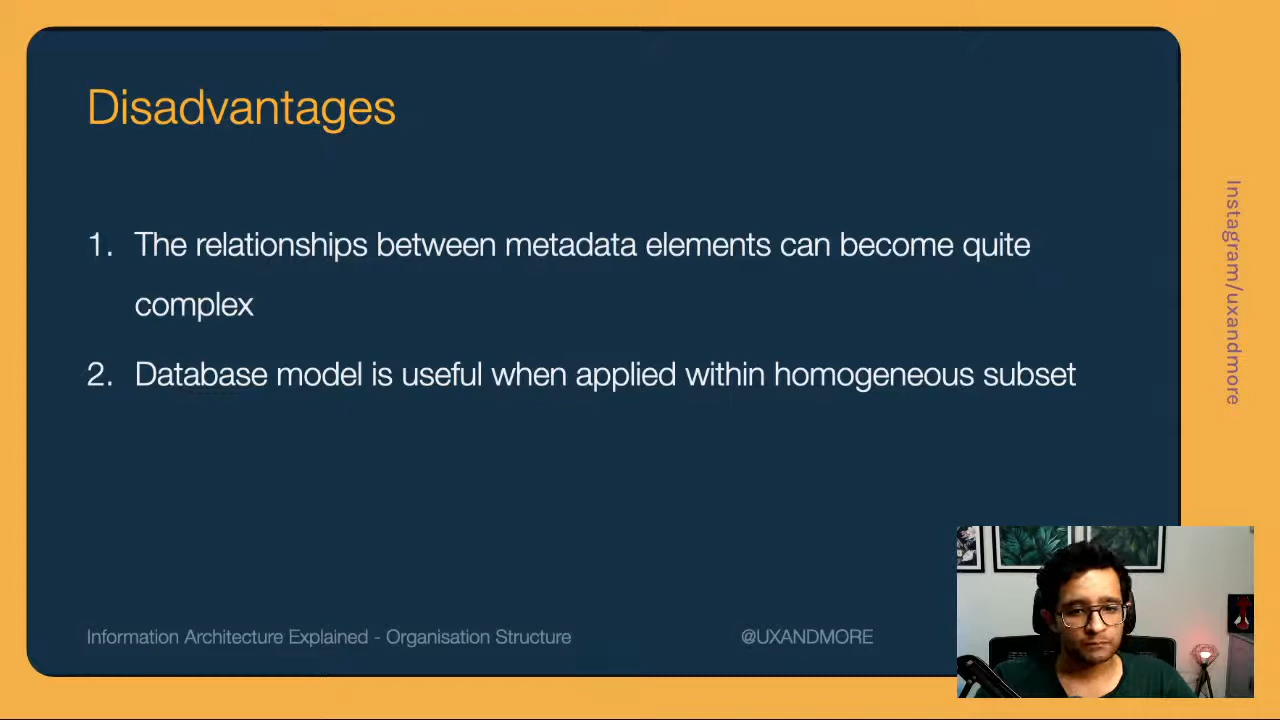 Disadvantages
1. The relationships between metadata elements can become quite
complex
2. Database model is useful when applied within homogeneous subset
Information Architecture Explained - Organisation Structure
@UXANDMORE
Instagram/uxandmore